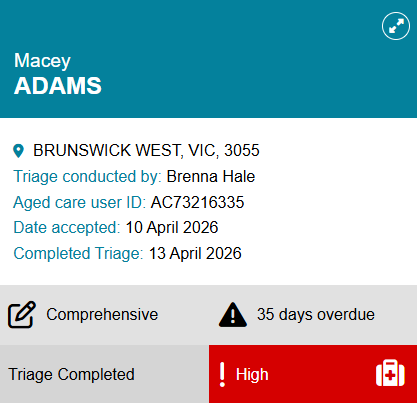 Macey
ADAMS
BRUNSWICK WEST, VIC, 3055
Triage conducted by: Brenna Hale
Aged care user ID: AC73216335
Date accepted: 10 April 2026
Completed Triage: 13 April 2026
Comprehensive
35 days overdue
Triage Completed
High